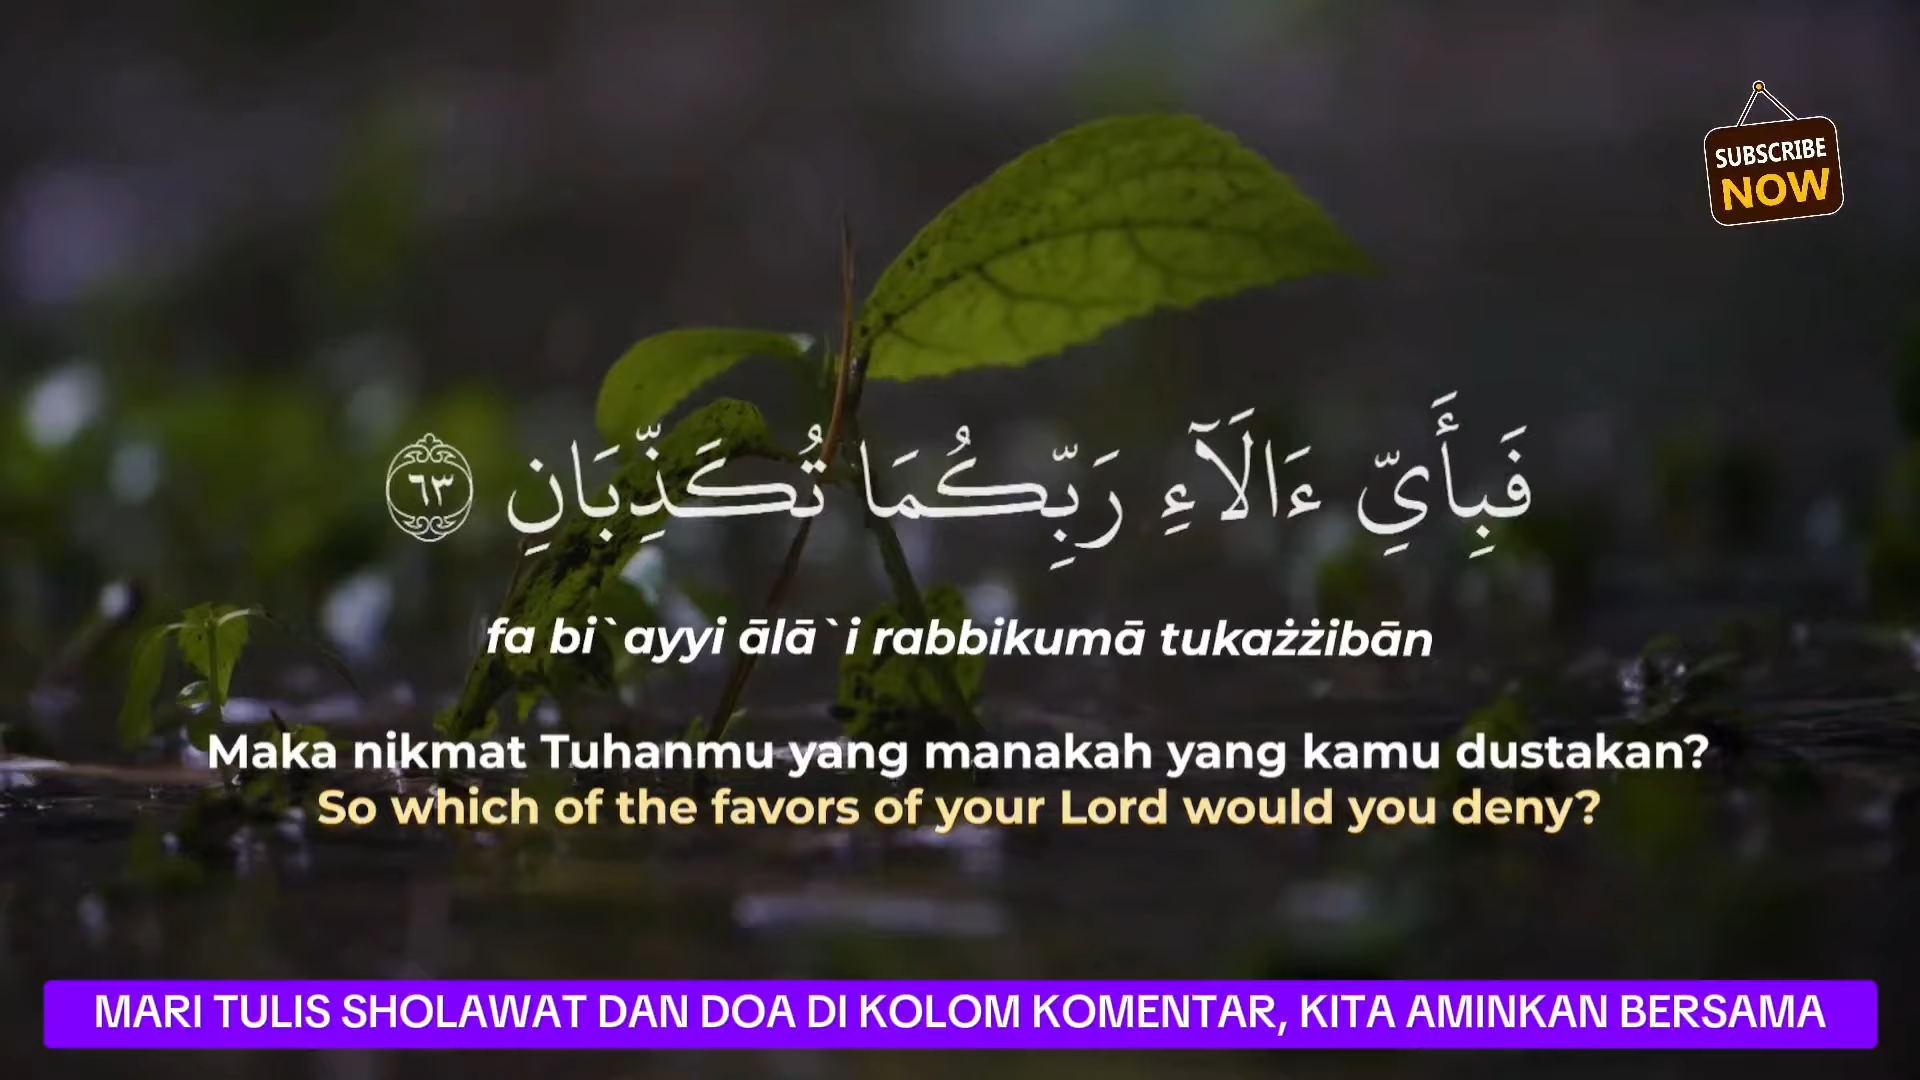 SUBSCRIBE
NOW
فَبِأَيِّ ءَالَآءِ رَبِّكُمَا تُكَذِّبَانِ ٦٣
fa bi`ayyi ālā`i rabbikumā tukażżibān
Maka nikmat Tuhanmu yang manakah yang kamu dustakan?
So which of the favors of your Lord would you deny?
MARI TULIS SHOLAWAT DAN DOA DI KOLOM KOMENTAR, KITA AMINKAN BERSAMA